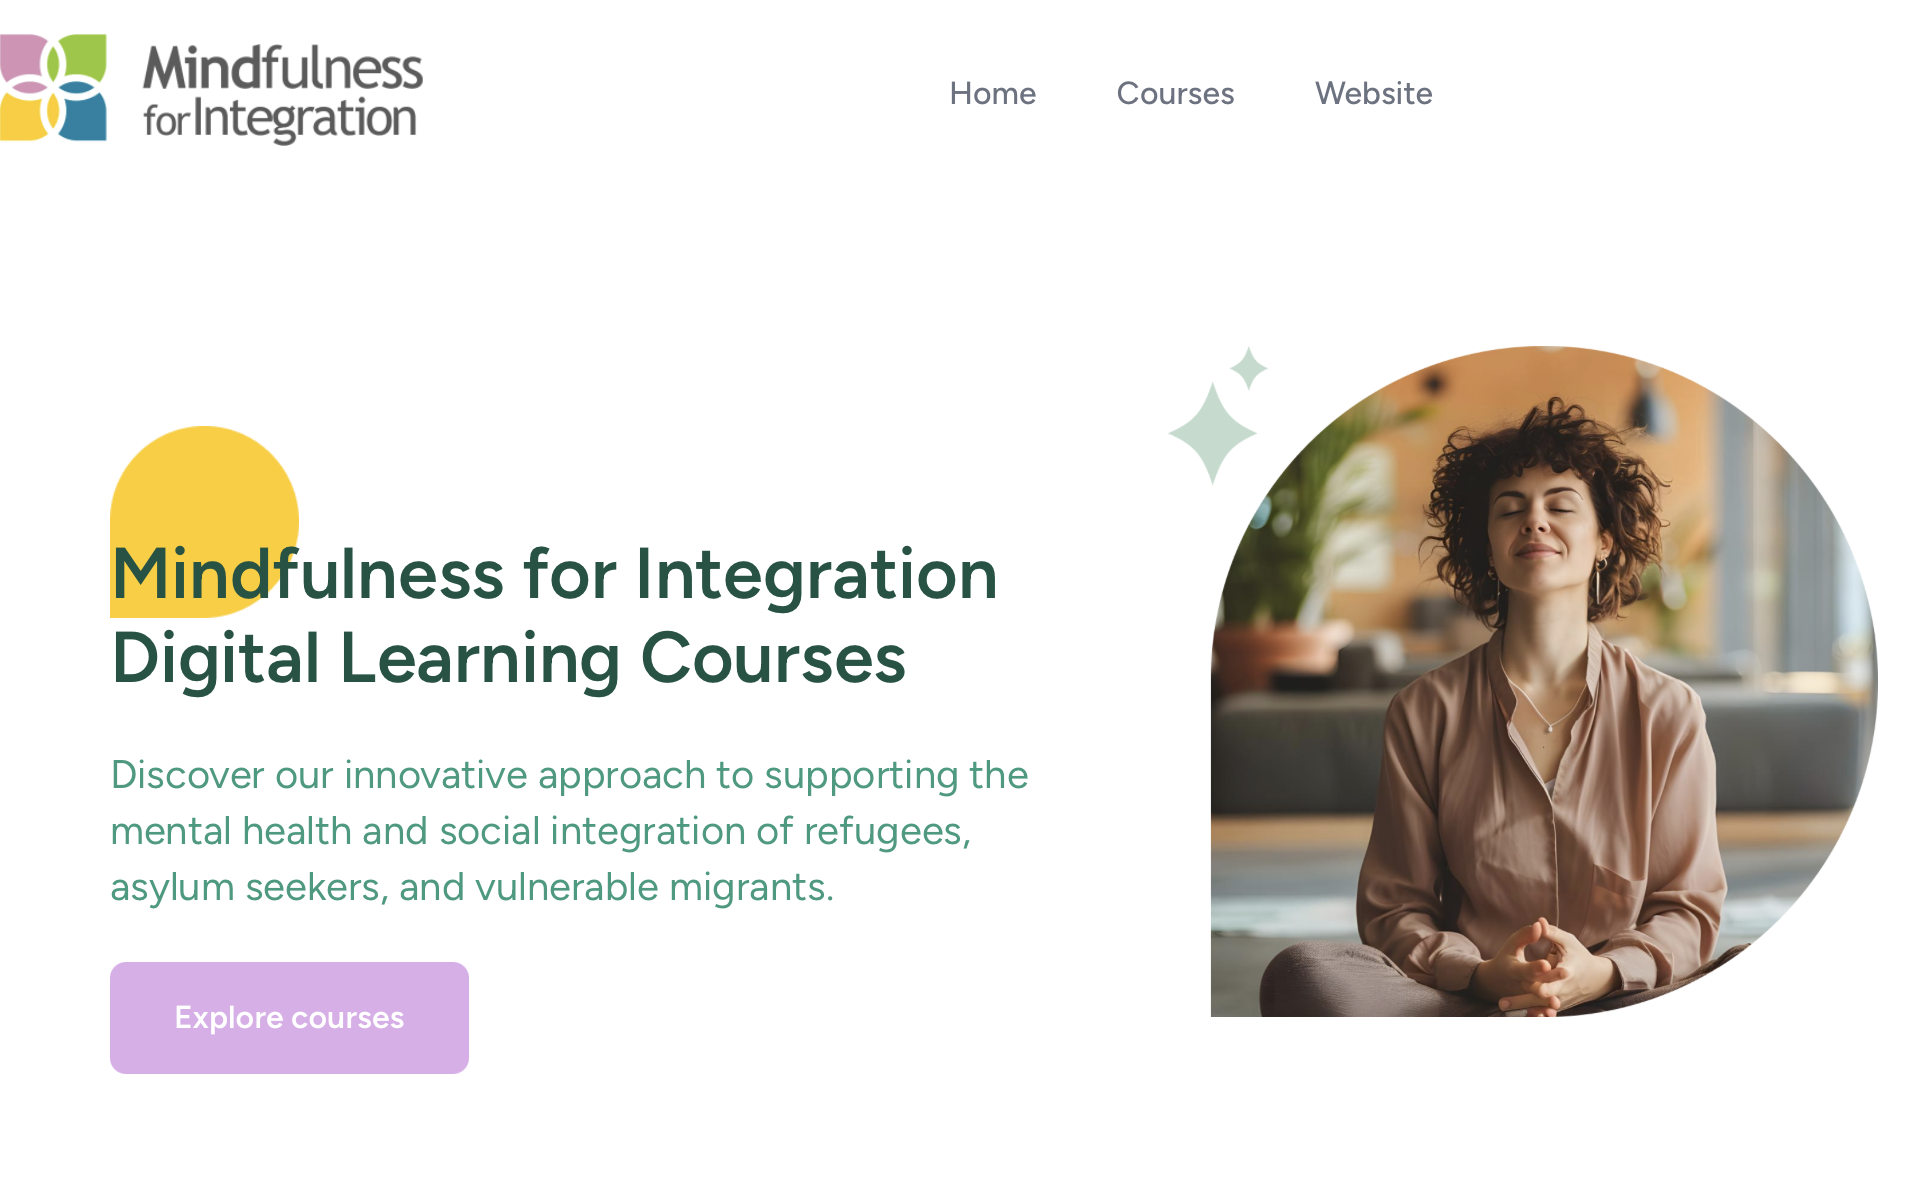 Mindfulness
for Integration
Home
Courses
Website
Mindfulness for Integration
Digital Learning Courses
Discover our innovative approach to supporting the
mental health and social integration of refugees,
asylum seekers, and vulnerable migrants.
Explore courses